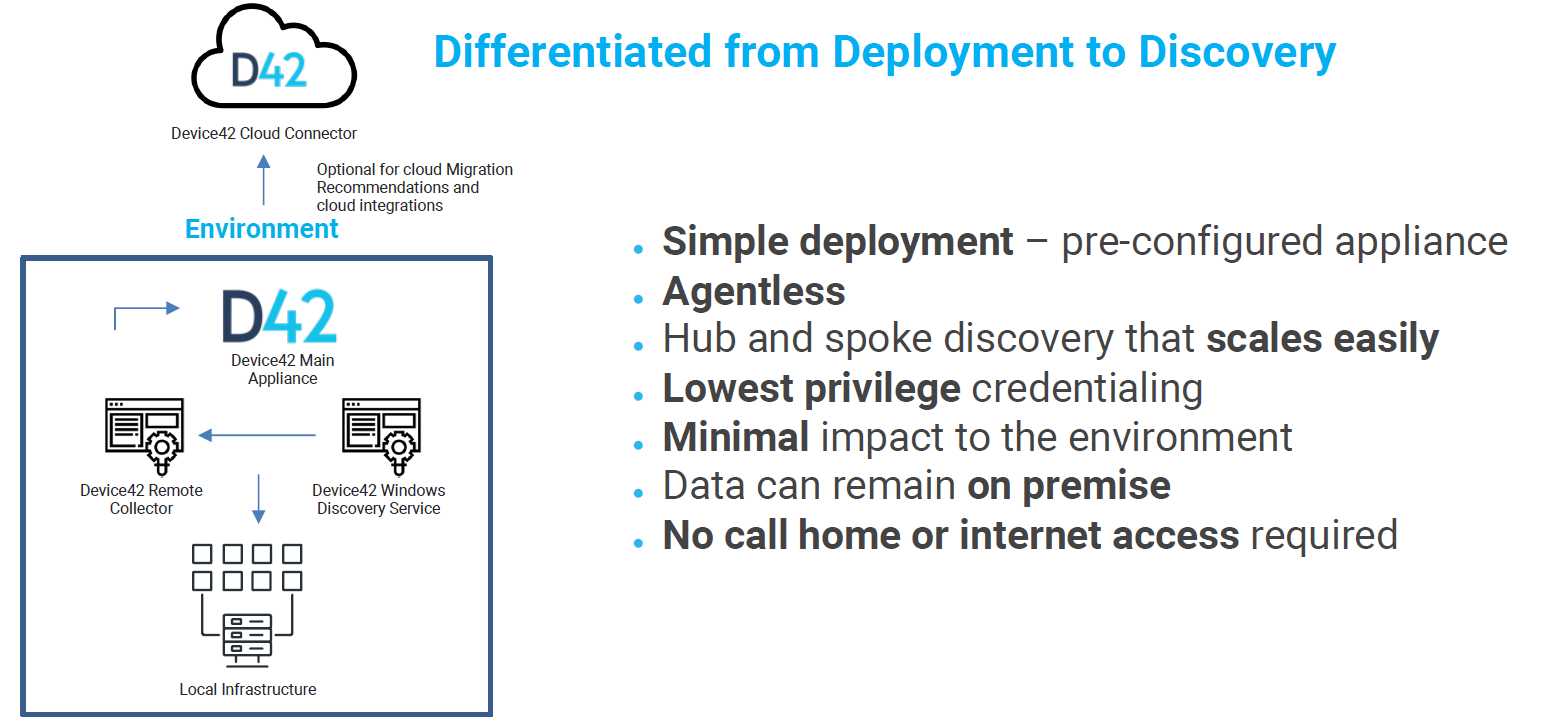 D42
Differentiated from Deployment to Discovery
Device42 Cloud Connector
Optional for cloud Migration
Recommendations and
cloud integrations
Environment
D42
Device42 Main
Appliance
Device42 Remote
Collector
Device42 Windows
Discovery Service
Local Infrastructure
• Simple deployment – pre-configured appliance
• Agentless
• Hub and spoke discovery that scales easily
• Lowest privilege credentialing
• Minimal impact to the environment
• Data can remain on premise
• No call home or internet access required